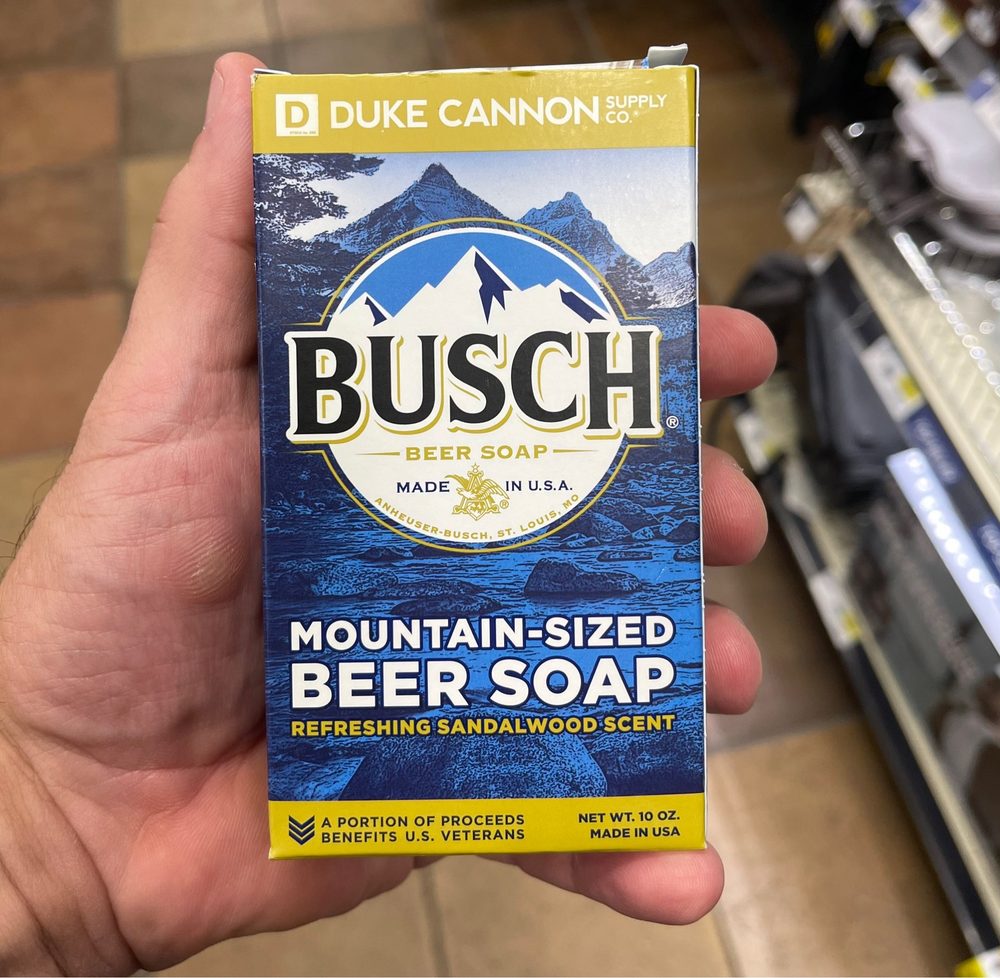 D DUKE CANNON SUPPLY CO.
BUSCH®
BEER SOAP
MADE IN U.S.A.
ANHEUSER-BUSCH, ST. LOUIS, MO
MOUNTAIN-SIZED
BEER SOAP
REFRESHING SANDALWOOD SCENT
A PORTION OF PROCEEDS
BENEFITS U.S. VETERANS
NET WT. 10 OZ.
MADE IN USA